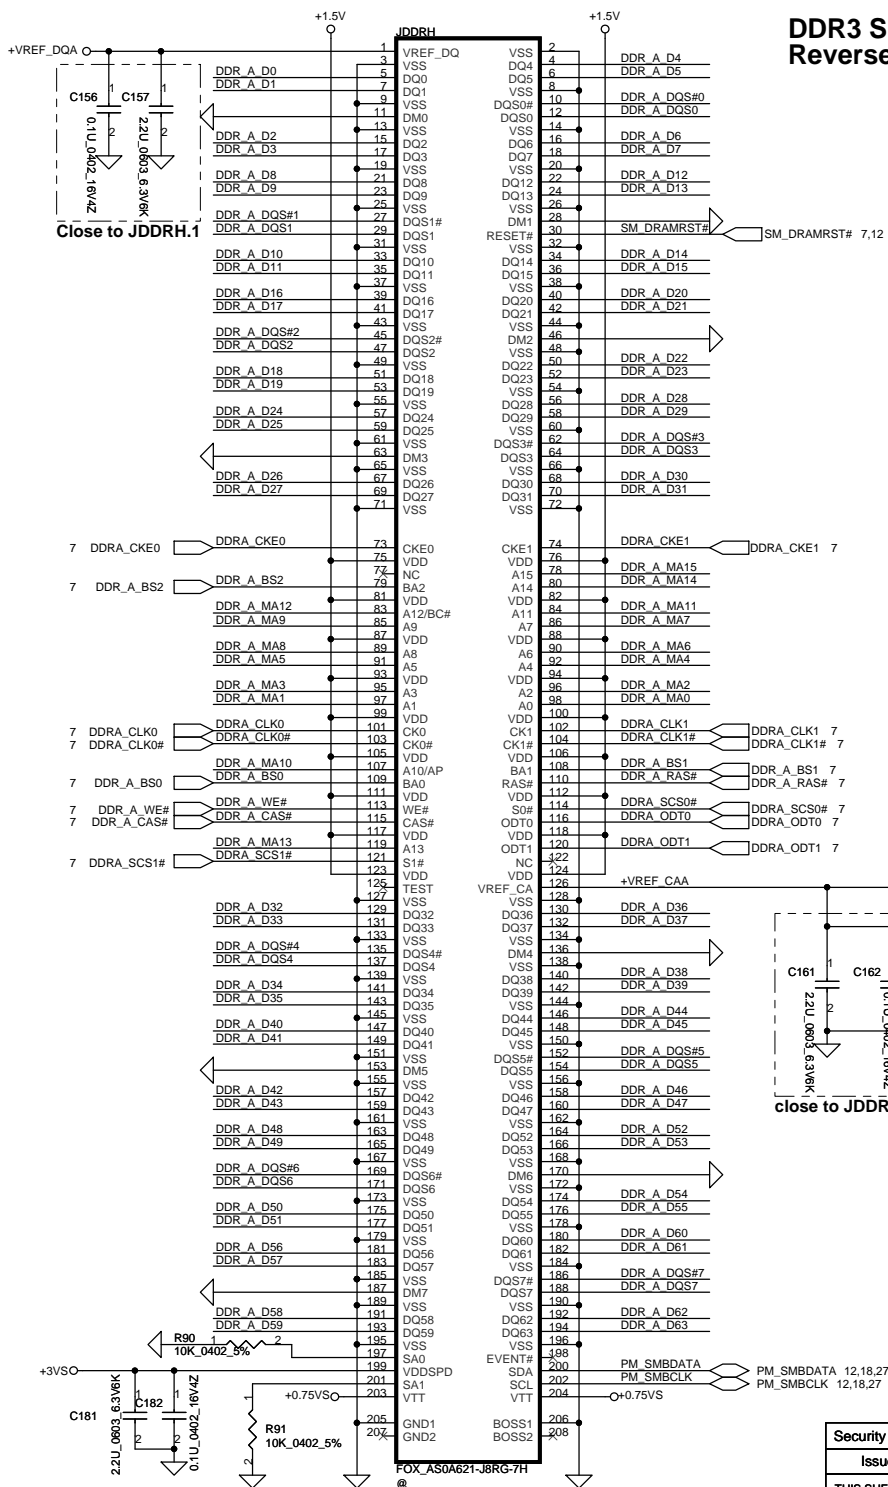 DDR3 S
Reverse
+1.5V
+1.5V
JDDRH
+VREF_DQA
1 VREF_DQ VSS 2
3 VSS DQ4 4 DDR_A_D4
DDR_A_D0 5 DQ0 DQ5 6 DDR_A_D5
DDR_A_D1 7 DQ1 VSS 8
9 VSS DQS0# 10 DDR_A_DQS#0
11 DM0 DQS0 12 DDR_A_DQS0
13 VSS VSS 14
DDR_A_D2 15 DQ2 DQ6 16 DDR_A_D6
DDR_A_D3 17 DQ3 DQ7 18 DDR_A_D7
19 VSS VSS 20
DDR_A_D8 21 DQ8 DQ12 22 DDR_A_D12
DDR_A_D9 23 DQ9 DQ13 24 DDR_A_D13
25 VSS VSS 26
DDR_A_DQS#1 27 DQS1# DM1 28
DDR_A_DQS1 29 DQS1 RESET# 30 SM_DRAMRST# SM_DRAMRST# 7,12
31 VSS VSS 32
DDR_A_D10 33 DQ10 DQ14 34 DDR_A_D14
DDR_A_D11 35 DQ11 DQ15 36 DDR_A_D15
37 VSS VSS 38
DDR_A_D16 39 DQ16 DQ20 40 DDR_A_D20
DDR_A_D17 41 DQ17 DQ21 42 DDR_A_D21
43 VSS VSS 44
DDR_A_DQS#2 45 DQS2# DM2 46
DDR_A_DQS2 47 DQS2 VSS 48
49 VSS DQ22 50 DDR_A_D22
DDR_A_D18 51 DQ18 DQ23 52 DDR_A_D23
DDR_A_D19 53 DQ19 VSS 54
55 VSS DQ28 56 DDR_A_D28
DDR_A_D24 57 DQ24 DQ29 58 DDR_A_D29
DDR_A_D25 59 DQ25 VSS 60
61 VSS DQS3# 62 DDR_A_DQS#3
63 DM3 DQS3 64 DDR_A_DQS3
65 VSS VSS 66
DDR_A_D26 67 DQ26 DQ30 68 DDR_A_D30
DDR_A_D27 69 DQ27 DQ31 70 DDR_A_D31
71 VSS VSS 72
7 DDRA_CKE0 DDRA_CKE0 73 CKE0 CKE1 74 DDRA_CKE1 DDRA_CKE1 7
75 VDD VDD 76
77 NC A15 78 DDR_A_MA15
7 DDR_A_BS2 DDR_A_BS2 79 BA2 A14 80 DDR_A_MA14
81 VDD VDD 82
DDR_A_MA12 83 A12/BC# A11 84 DDR_A_MA11
DDR_A_MA9 85 A9 A7 86 DDR_A_MA7
87 VDD VDD 88
DDR_A_MA8 89 A8 A6 90 DDR_A_MA6
DDR_A_MA5 91 A5 A4 92 DDR_A_MA4
93 VDD VDD 94
DDR_A_MA3 95 A3 A2 96 DDR_A_MA2
DDR_A_MA1 97 A1 A0 98 DDR_A_MA0
99 VDD VDD 100
7 DDRA_CLK0 DDRA_CLK0 101 CK0 CK1 102 DDRA_CLK1 DDRA_CLK1 7
7 DDRA_CLK0# DDRA_CLK0# 103 CK0# CK1# 104 DDRA_CLK1# DDRA_CLK1# 7
105 VDD VDD 106
DDR_A_MA10 107 A10/AP BA1 108 DDR_A_BS1 DDR_A_BS1 7
7 DDR_A_BS0 DDR_A_BS0 109 BA0 RAS# 110 DDR_A_RAS# DDR_A_RAS# 7
111 VDD VDD 112
7 DDR_A_WE# DDR_A_WE# 113 WE# S0# 114 DDRA_SCS0# DDRA_SCS0# 7
7 DDR_A_CAS# DDR_A_CAS# 115 CAS# ODT0 116 DDRA_ODT0 DDRA_ODT0 7
117 VDD VDD 118
DDR_A_MA13 119 A13 ODT1 120 DDRA_ODT1 DDRA_ODT1 7
7 DDRA_SCS1# DDRA_SCS1# 121 S1# NC 122
123 VDD VDD 124
125 TEST VREF_CA 126 +VREF_CAA
127 VSS VSS 128
DDR_A_D32 129 DQ32 DQ36 130 DDR_A_D36
DDR_A_D33 131 DQ33 DQ37 132 DDR_A_D37
133 VSS VSS 134
DDR_A_DQS#4 135 DQS4# DM4 136
DDR_A_DQS4 137 DQS4 VSS 138
139 VSS DQ38 140 DDR_A_D38
DDR_A_D34 141 DQ34 DQ39 142 DDR_A_D39
DDR_A_D35 143 DQ35 VSS 144
145 VSS DQ44 146 DDR_A_D44
DDR_A_D40 147 DQ40 DQ45 148 DDR_A_D45
DDR_A_D41 149 DQ41 VSS 150
151 VSS DQS5# 152 DDR_A_DQS#5
153 DM5 DQS5 154 DDR_A_DQS5
155 VSS VSS 156
DDR_A_D42 157 DQ42 DQ46 158 DDR_A_D46
DDR_A_D43 159 DQ43 DQ47 160 DDR_A_D47
161 VSS VSS 162
DDR_A_D48 163 DQ48 DQ52 164 DDR_A_D52
DDR_A_D49 165 DQ49 DQ53 166 DDR_A_D53
167 VSS VSS 168
DDR_A_DQS#6 169 DQS6# DM6 170
DDR_A_DQS6 171 DQS6 VSS 172
173 VSS DQ54 174 DDR_A_D54
DDR_A_D50 175 DQ50 DQ55 176 DDR_A_D55
DDR_A_D51 177 DQ51 VSS 178
179 VSS DQ60 180 DDR_A_D60
DDR_A_D56 181 DQ56 DQ61 182 DDR_A_D61
DDR_A_D57 183 DQ57 VSS 184
185 VSS DQS7# 186 DDR_A_DQS#7
187 DM7 DQS7 188 DDR_A_DQS7
189 VSS VSS 190
DDR_A_D58 191 DQ58 DQ62 192 DDR_A_D62
DDR_A_D59 193 DQ59 DQ63 194 DDR_A_D63
195 VSS VSS 196
197 SA0 EVENT# 198
199 VDDSPD SDA 200 PM_SMBDATA PM_SMBDATA 12,18,27
201 SA1 SCL 202 PM_SMBCLK PM_SMBCLK 12,18,27
+0.75VS 203 VTT VTT 204 +0.75VS
205 GND1 BOSS1 206
207 GND2 BOSS2 208
FOX_AS0A621-J8RG-7H
@
C156
1
2
0.1U_0402_16V4Z
C157
1
2
2.2U_0603_6.3V6K
Close to JDDRH.1
C161
1
2
2.2U_0603_6.3V6K
C162
close to JDDR
1 R90 2
10K_0402_5%
+3VS
C181
1
2
2.2U_0603_6.3V6K
C182
1
2
0.1U_0402_16V4Z
1
R91
10K_0402_5%
2
Security
Issue